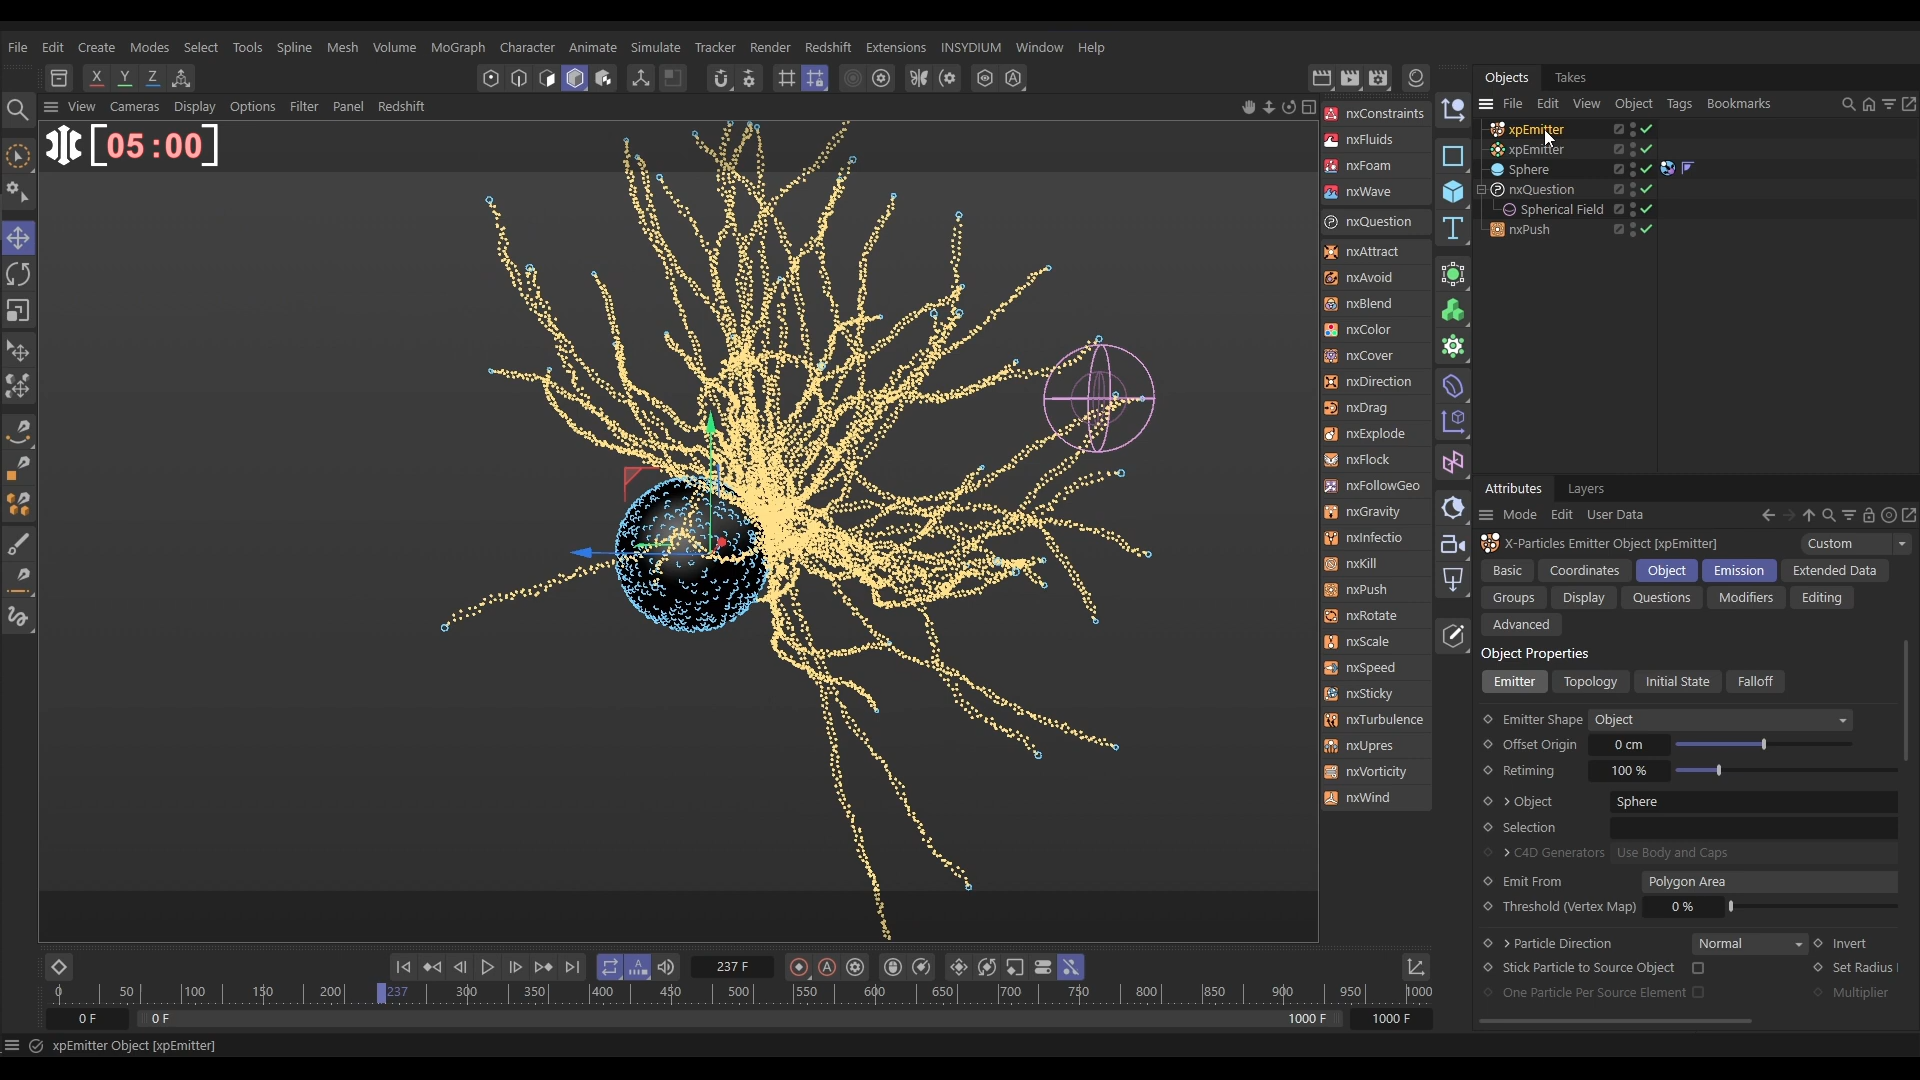 File Edit Create Modes Select Tools Spline Mesh Volume MoGraph Character Animate Simulate Tracker Render Redshift Extensions INSYDIUM Window Help
X Y Z
View Cameras Display Options Filter Panel Redshift
[05:00]
nxConstraints
nxFluids
nxFoam
nxWave
nxQuestion
nxAttract
nxAvoid
nxBlend
nxColor
nxCover
nxDirection
nxDrag
nxExplode
nxFlock
nxFollowGeo
nxGravity
nxInfectio
nxKill
nxPush
nxRotate
nxScale
nxSpeed
nxSticky
nxTurbulence
nxUpres
nxVorticity
nxWind
Objects Takes
File Edit View Object Tags Bookmarks
xpEmitter
xpEmitter
Sphere
nxQuestion
Spherical Field
nxPush
Attributes Layers
Mode Edit User Data
X-Particles Emitter Object [xpEmitter] Custom
Basic Coordinates Object Emission Extended Data
Groups Display Questions Modifiers Editing
Advanced
Object Properties
Emitter Topology Initial State Falloff
Emitter Shape Object
Offset Origin 0 cm
Retiming 100 %
> Object Sphere
Selection
> C4D Generators Use Body and Caps
Emit From Polygon Area
Threshold (Vertex Map) 0 %
> Particle Direction Normal Invert
Stick Particle to Source Object Set Radius
One Particle Per Source Element Multiplier
237 F
0 50 100 150 200 237 300 350 400 450 500 550 600 650 700 750 800 850 900 950 1000
0 F 0 F 1000 F 1000 F
xpEmitter Object [xpEmitter]